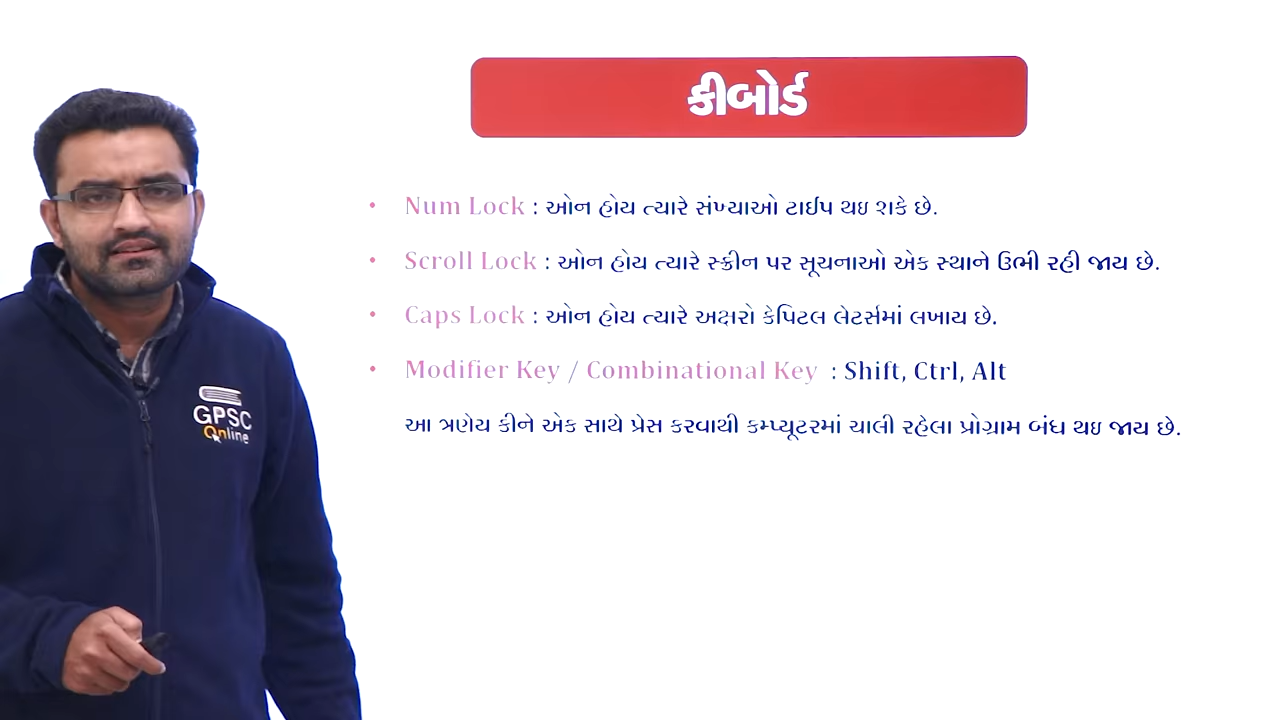 કીબોર્ડ
• Num Lock : ઓન હોય ત્યારે સંખ્યાઓ ટાઈપ થઇ શકે છે.
• Scroll Lock : ઓન હોય ત્યારે સ્ક્રીન પર સૂચનાઓ એક સ્થાને ઉભી રહી જાય છે.
• Caps Lock : ઓન હોય ત્યારે અક્ષરો કેપિટલ લેટર્સમાં લખાય છે.
• Modifier Key / Combinational Key : Shift, Ctrl, Alt
આ ત્રણેય કીને એક સાથે પ્રેસ કરવાથી કમ્પ્યૂટરમાં ચાલી રહેલા પ્રોગ્રામ બંધ થઇ જાય છે.
GPSC
Online